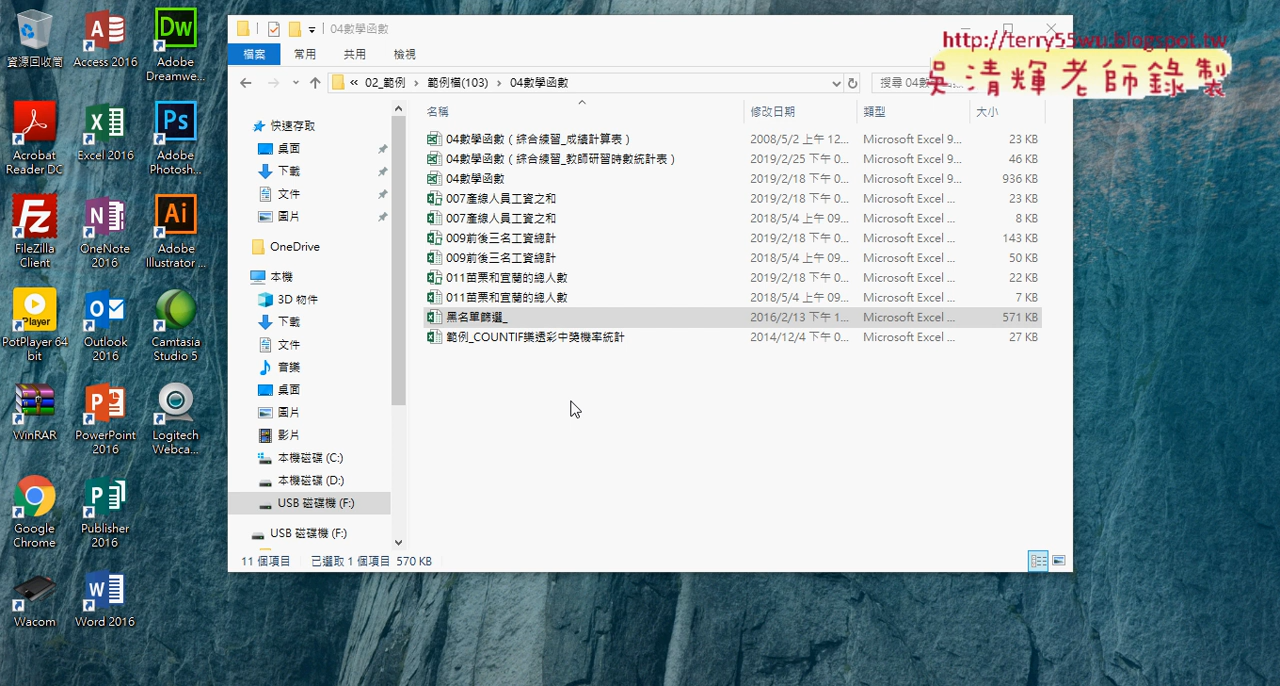 資源回收筒
Access 2016
Adobe
Dreamwe...
Acrobat
Reader DC
Excel 2016
Adobe
Photosh...
FileZilla
Client
OneNote
2016
Adobe
Illustrator ...
PotPlayer 64
bit
Outlook
2016
Camtasia
Studio 5
WinRAR
PowerPoint
2016
Logitech
Webca...
Google
Chrome
Publisher
2016
Wacom
Word 2016
04數學函數
檔案
常用
共用
檢視
« 02_範例 › 範例檔(103) › 04數學函數
搜尋 04數
http://terry55wu.blogspot.tw
吳清輝老師錄製
快速存取
桌面
下載
文件
圖片
OneDrive
本機
3D 物件
下載
文件
音樂
桌面
圖片
影片
本機磁碟 (C:)
本機磁碟 (D:)
USB 磁碟機 (F:)
USB 磁碟機 (F:)
名稱 修改日期 類型 大小
04數學函數（綜合練習_成績計算表） 2008/5/2 上午 12... Microsoft Excel 9... 23 KB
04數學函數（綜合練習_教師研習時數統計表） 2019/2/25 下午 0... Microsoft Excel 9... 46 KB
04數學函數 2019/2/18 下午 0... Microsoft Excel 9... 936 KB
007產線人員工資之和 2019/2/18 下午 0... Microsoft Excel ... 23 KB
007產線人員工資之和 2018/5/4 上午 09... Microsoft Excel ... 8 KB
009前後三名工資總計 2019/2/18 下午 0... Microsoft Excel ... 143 KB
009前後三名工資總計 2018/5/4 上午 09... Microsoft Excel ... 50 KB
011苗栗和宜蘭的總人數 2019/2/18 下午 0... Microsoft Excel ... 22 KB
011苗栗和宜蘭的總人數 2018/5/4 上午 09... Microsoft Excel ... 7 KB
黑名單篩選_ 2016/2/13 下午 1... Microsoft Excel ... 571 KB
範例_COUNTIF樂透彩中獎機率統計 2014/12/4 下午 0... Microsoft Excel ... 27 KB
11 個項目 已選取 1 個項目 570 KB